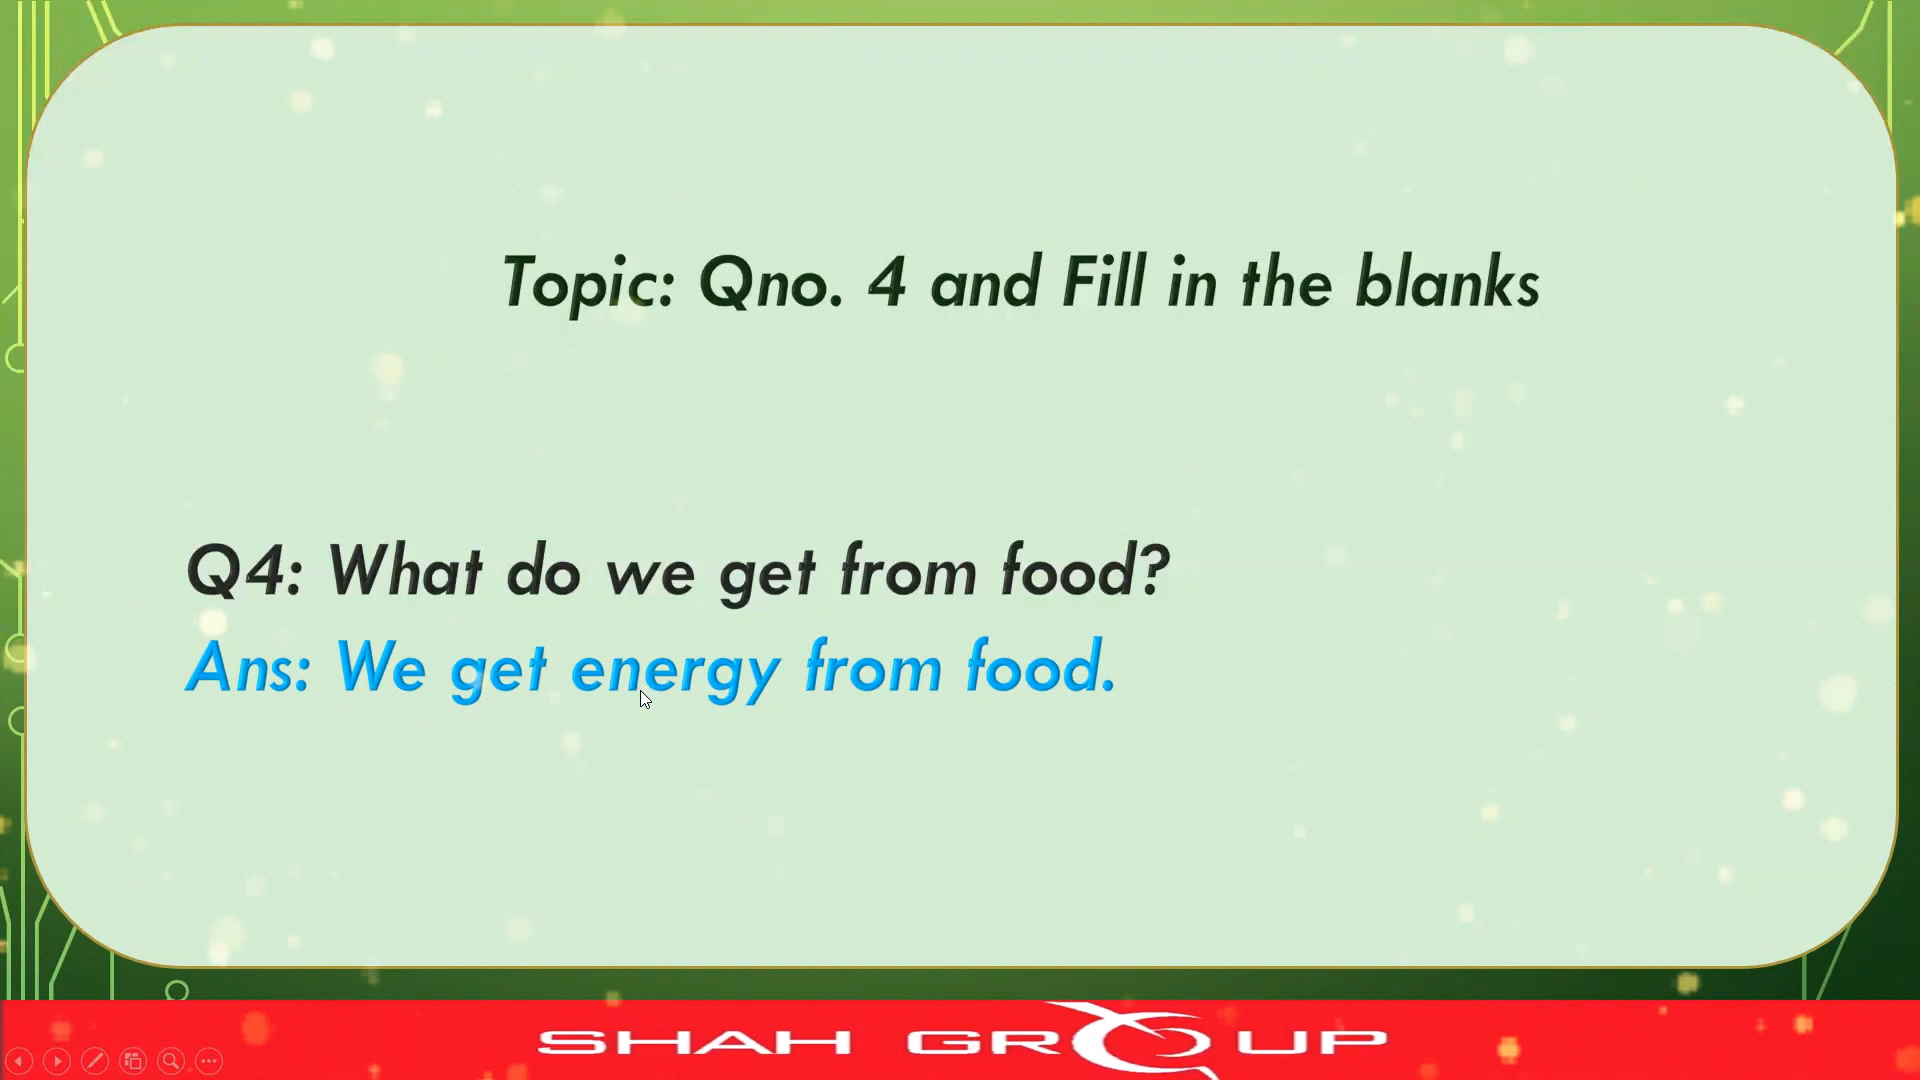 Topic: Qno. 4 and Fill in the blanks
Q4: What do we get from food?
Ans: We get energy from food.
SHAH GROUP